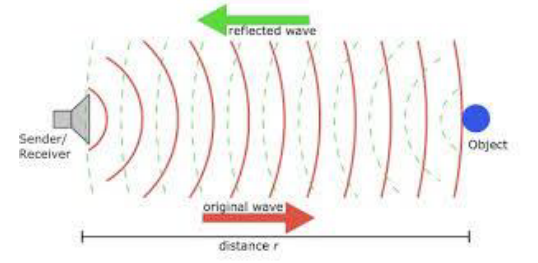 reflected wave
Sender/
Receiver
Object
original wave
distance r